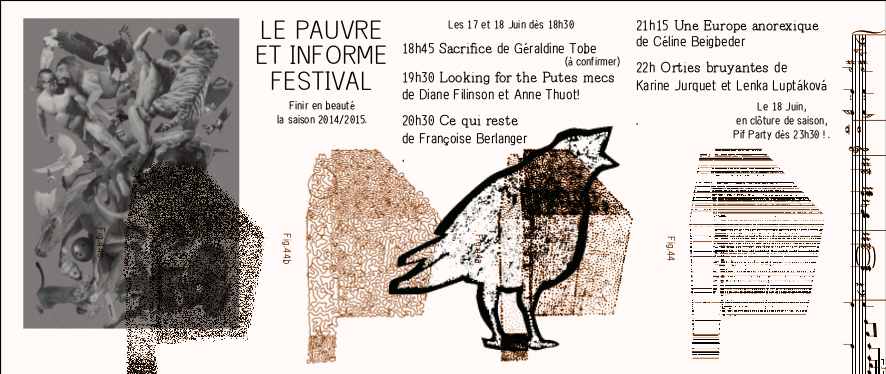 LE PAUVRE
ET INFORME
FESTIVAL
Finir en beauté
la saison 2014/2015.
Les 17 et 18 Juin dès 18h30
18h45 Sacrifice de Géraldine Tobe
(à confirmer)
19h30 Looking for the Putes mecs
de Diane Filinson et Anne Thuot!
20h30 Ce qui reste
de Françoise Berlanger
21h15 Une Europe anorexique
de Céline Beigbeder
22h Orties bruyantes de
Karine Jurquet et Lenka Luptáková
Le 18 Juin,
en clôture de saison,
Pif Party dès 23h30 !.
Fig.44b
Fig.44